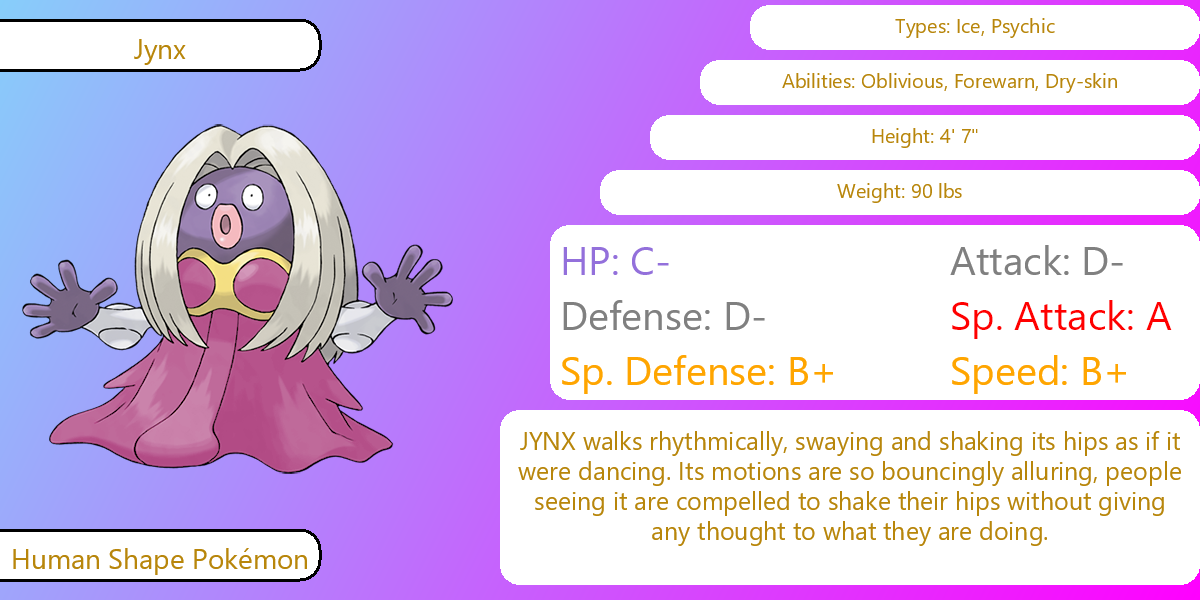 Jynx
Types: Ice, Psychic
Abilities: Oblivious, Forewarn, Dry-skin
Height: 4' 7"
Weight: 90 lbs
HP: C-
Attack: D-
Defense: D-
Sp. Attack: A
Sp. Defense: B+
Speed: B+
JYNX walks rhythmically, swaying and shaking its hips as if it
were dancing. Its motions are so bouncingly alluring, people
seeing it are compelled to shake their hips without giving
any thought to what they are doing.
Human Shape Pokémon